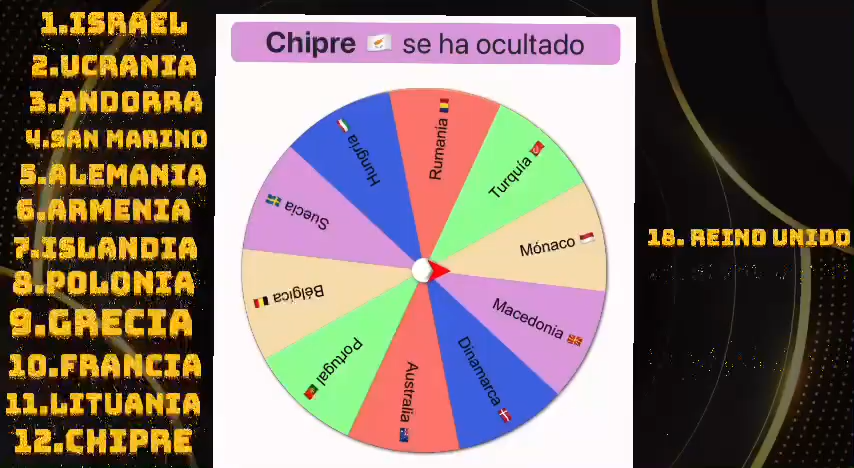 1.ISRAEL
2.UCRANIA
3.ANDORRA
4.SAN MARINO
5.ALEMANIA
6.ARMENIA
7.ISLANDIA
8.POLONIA
9.GRECIA
10.FRANCIA
11.LITUANIA
12.CHIPRE
Chipre 🇨🇾 se ha ocultado
Rumania
Turquía
Mónaco
Macedonia
Dinamarca
Australia
Portugal
Bélgica
Suecia
Hungría
18. REINO UNIDO